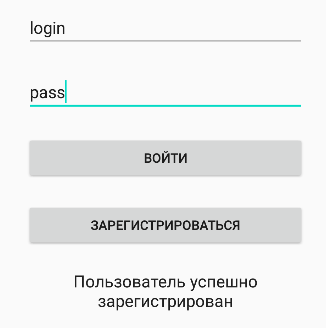 login
pass
ВОЙТИ
ЗАРЕГИСТРИРОВАТЬСЯ
Пользователь успешно
зарегистрирован